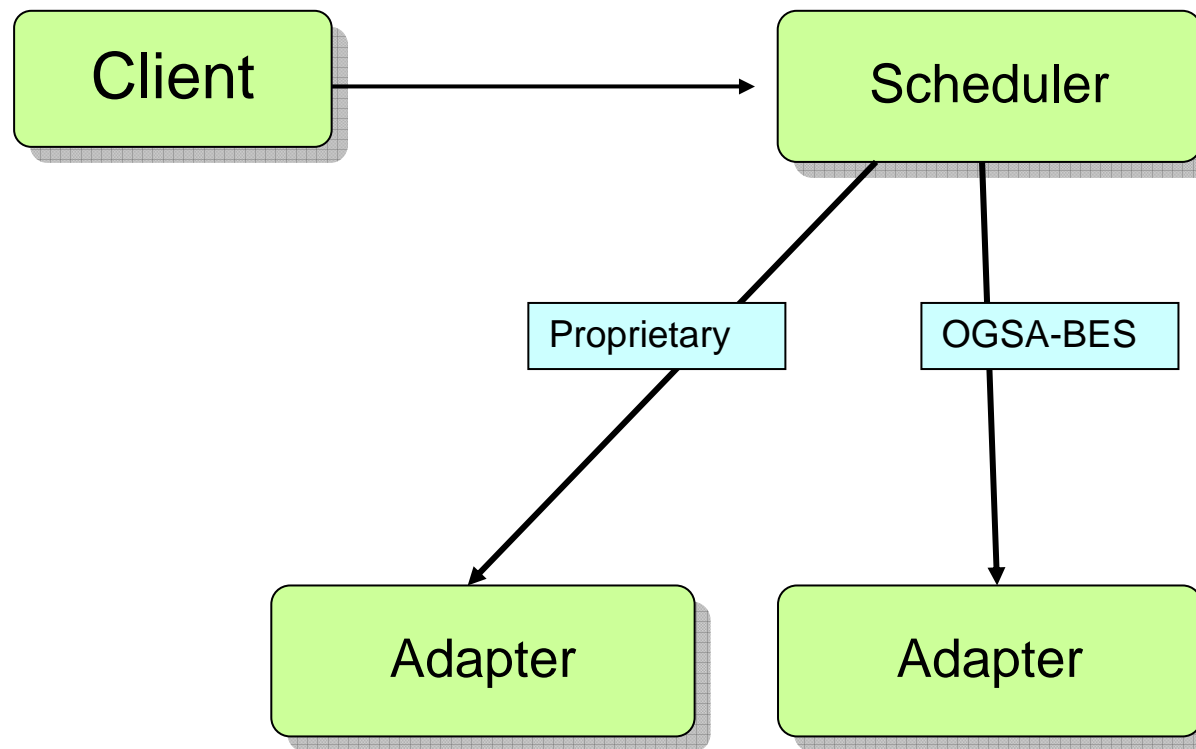 Client
Scheduler
Proprietary
OGSA-BES
Adapter
Adapter